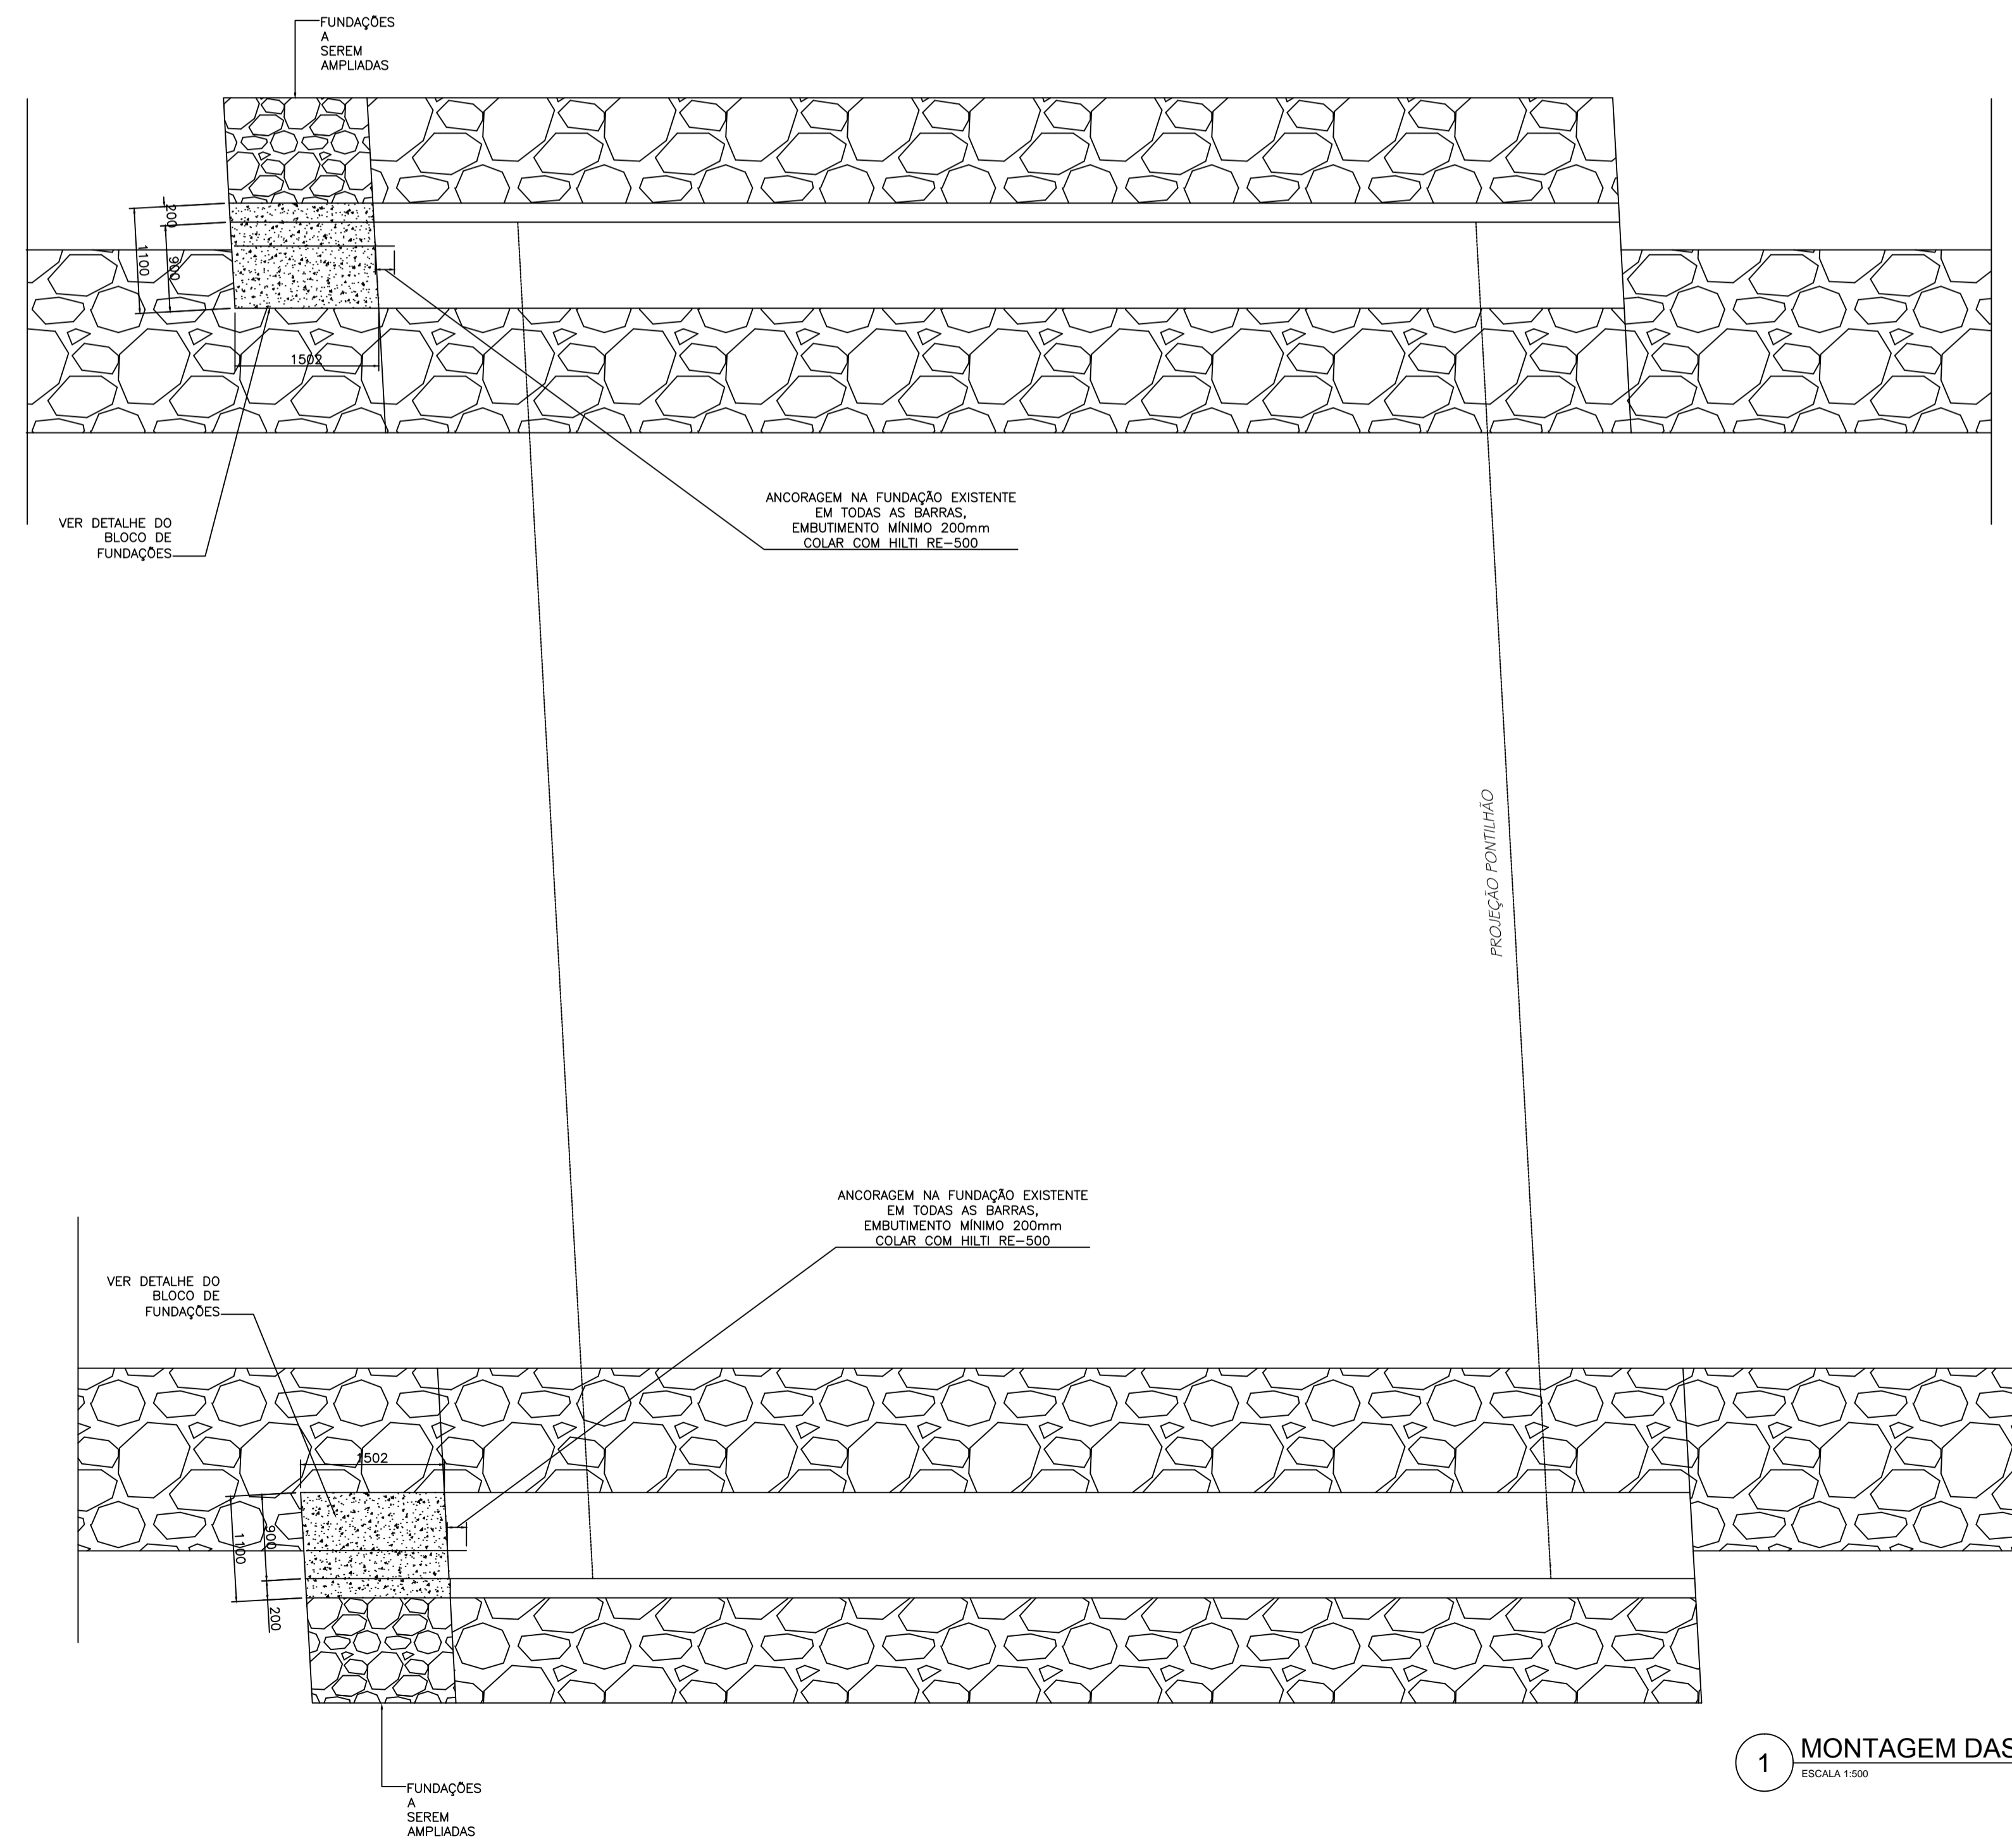 FUNDAÇÕES
A
SEREM
AMPLIADAS
200
1100
900
1502
VER DETALHE DO
BLOCO DE
FUNDAÇÕES
ANCORAGEM NA FUNDAÇÃO EXISTENTE
EM TODAS AS BARRAS,
EMBUTIMENTO MÍNIMO 200mm
COLAR COM HILTI RE-500
PROJEÇÃO PONTILHÃO
ANCORAGEM NA FUNDAÇÃO EXISTENTE
EM TODAS AS BARRAS,
EMBUTIMENTO MÍNIMO 200mm
COLAR COM HILTI RE-500
VER DETALHE DO
BLOCO DE
FUNDAÇÕES
1502
900
1100
200
FUNDAÇÕES
A
SEREM
AMPLIADAS
1 MONTAGEM DAS
ESCALA 1:500